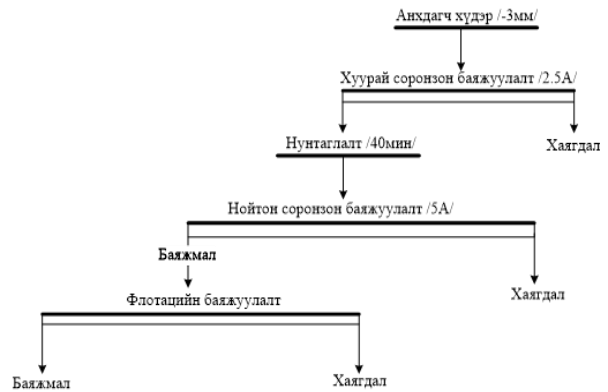 Анхдагч хүдэр /-3мм/
Хуурай соронзон баяжуулалт /2.5А/
Нунтаглалт /40мин/
Хаягдал
Нойтон соронзон баяжуулалт /5А/
Баяжмал
Хаягдал
Флотацийн баяжуулалт
Баяжмал
Хаягдал